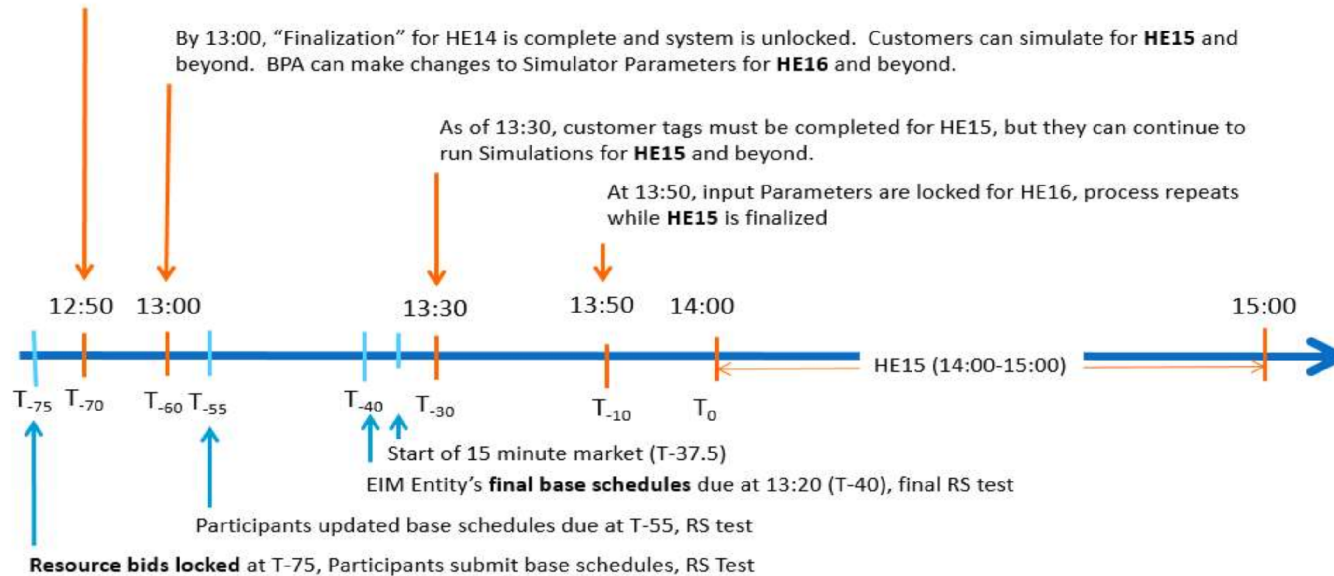 By 13:00, “Finalization” for HE14 is complete and system is unlocked.  Customers can simulate for HE15 and
beyond.  BPA can make changes to Simulator Parameters for HE16 and beyond.
As of 13:30, customer tags must be completed for HE15, but they can continue to
run Simulations for HE15 and beyond.
At 13:50, input Parameters are locked for HE16, process repeats
while HE15 is finalized
12:50 13:00 13:30 13:50 14:00 15:00
HE15 (14:00-15:00)
T-75 T-70 T-60 T-55 T-40 T-30 T-10 T0
Start of 15 minute market (T-37.5)
EIM Entity’s final base schedules due at 13:20 (T-40), final RS test
Participants updated base schedules due at T-55, RS test
Resource bids locked at T-75, Participants submit base schedules, RS Test